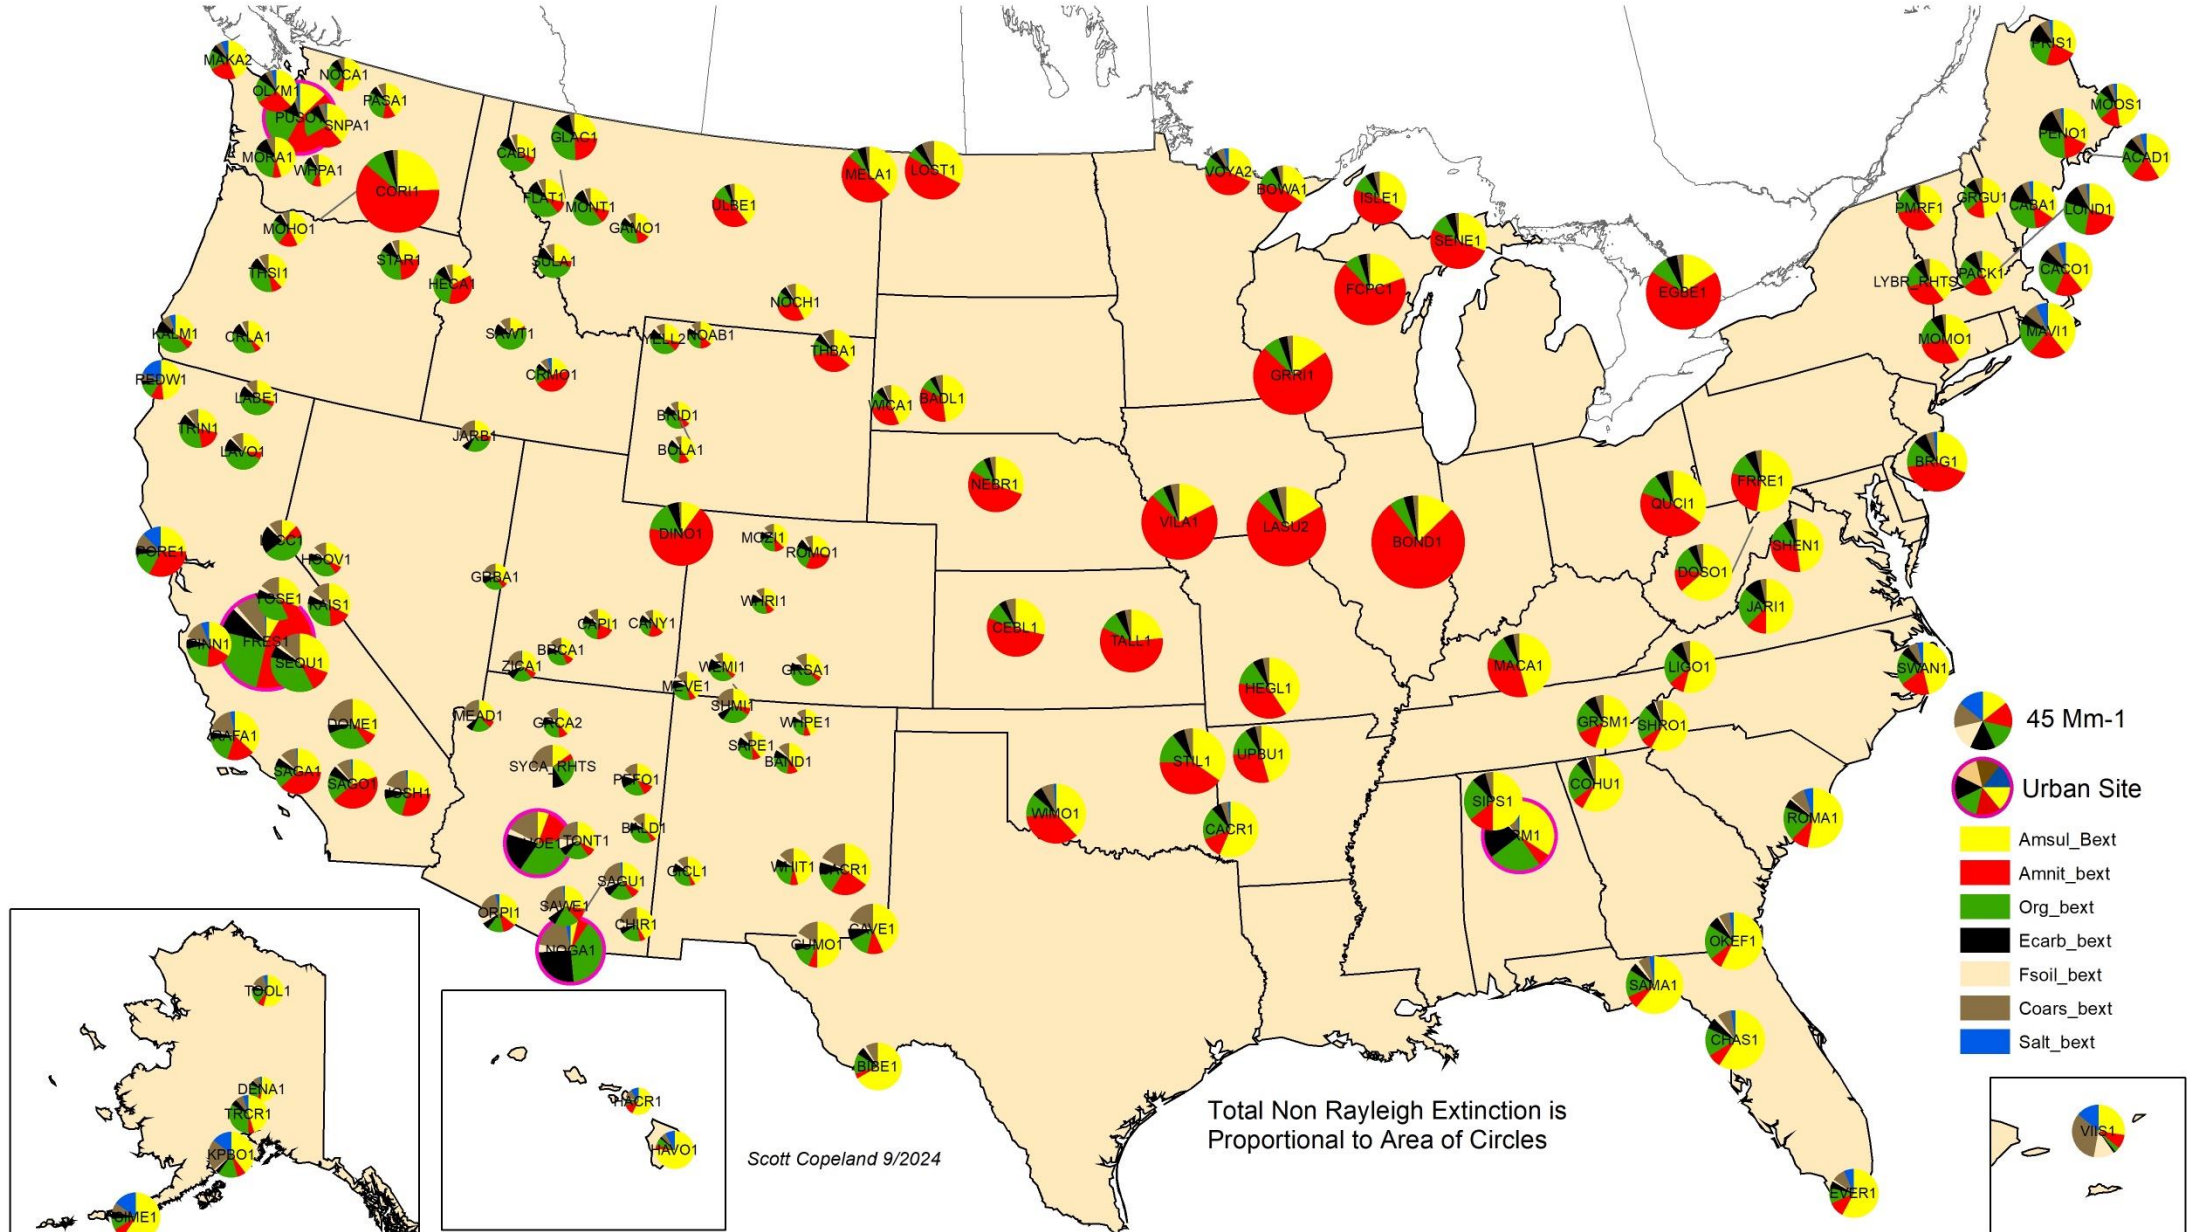 MAKA2
NOCA1
OLYM1
PASA1
SNPA1
MORA1
WHPA1
CORI1
MOHO1
THSI1
STAR1
HECA1
KALM1
CRLA1
REDW1
LABE1
TRIN1
LAVO1
CABI1
GLAC1
FLAT1
MONT1
GAMO1
SULA1
ULBE1
MELA1
LOST1
NOCH1
SAWT1
CRMO1
YELL2
NOAB1
THBA1
WICA1
BADL1
JARB1
BRID1
BOLA1
NEBR1
VOYA2
BOWA1
ISLE1
SENE1
FCPC1
GRRI1
EGBE1
PRIS1
MOOS1
PENO1
ACAD1
PMRF1
GRGU1
CABA1
LOND1
LYBR_RHTS
PACK1
CACO1
MOMO1
MAVI1
BRIG1
PORE1
HOOV1
YOSE1
KAIS1
PINN1
FRES1
SEQU1
DOME1
RAFA1
SAGA1
SAGO1
JOSH1
GRBA1
DINO1
MOZI1
ROMO1
WHRI1
CAPI1
CANY1
BRCA1
ZICA1
MEVE1
WEMI1
GRSA1
SHMI1
WHPE1
MEAD1
GRCA2
SYCA_RHTS
SAPE1
BAND1
PEFO1
BALD1
TONT1
SAGU1
SAWE1
ORPI1
CHIR1
NOGA1
GICL1
WHIT1
GUMO1
CAVE1
BIBE1
CEBL1
TALL1
VILA1
LASU2
BOND1
HEGL1
STIL1
UPBU1
WIMO1
CACR1
MACA1
QUCI1
FRRE1
DOSO1
SHEN1
JARI1
LIGO1
GRSM1
SHRO1
COHU1
SIPS1
SWAN1
ROMA1
OKEF1
SAMA1
CHAS1
EVER1
TOOL1
DENA1
TRCR1
KPBO1
HACR1
HAVO1
VIIS1
45 Mm-1
Urban Site
Amsul_Bext
Amnit_bext
Org_bext
Ecarb_bext
Fsoil_bext
Coars_bext
Salt_bext
Total Non Rayleigh Extinction is
Proportional to Area of Circles
Scott Copeland 9/2024